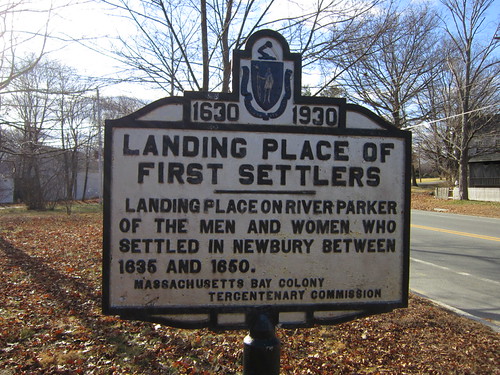 1630 1930
LANDING PLACE OF
FIRST SETTLERS
LANDING PLACE ON RIVER PARKER
OF THE MEN AND WOMEN WHO
SETTLED IN NEWBURY BETWEEN
1635 AND 1650.
MASSACHUSETTS BAY COLONY
TERCENTENARY COMMISSION